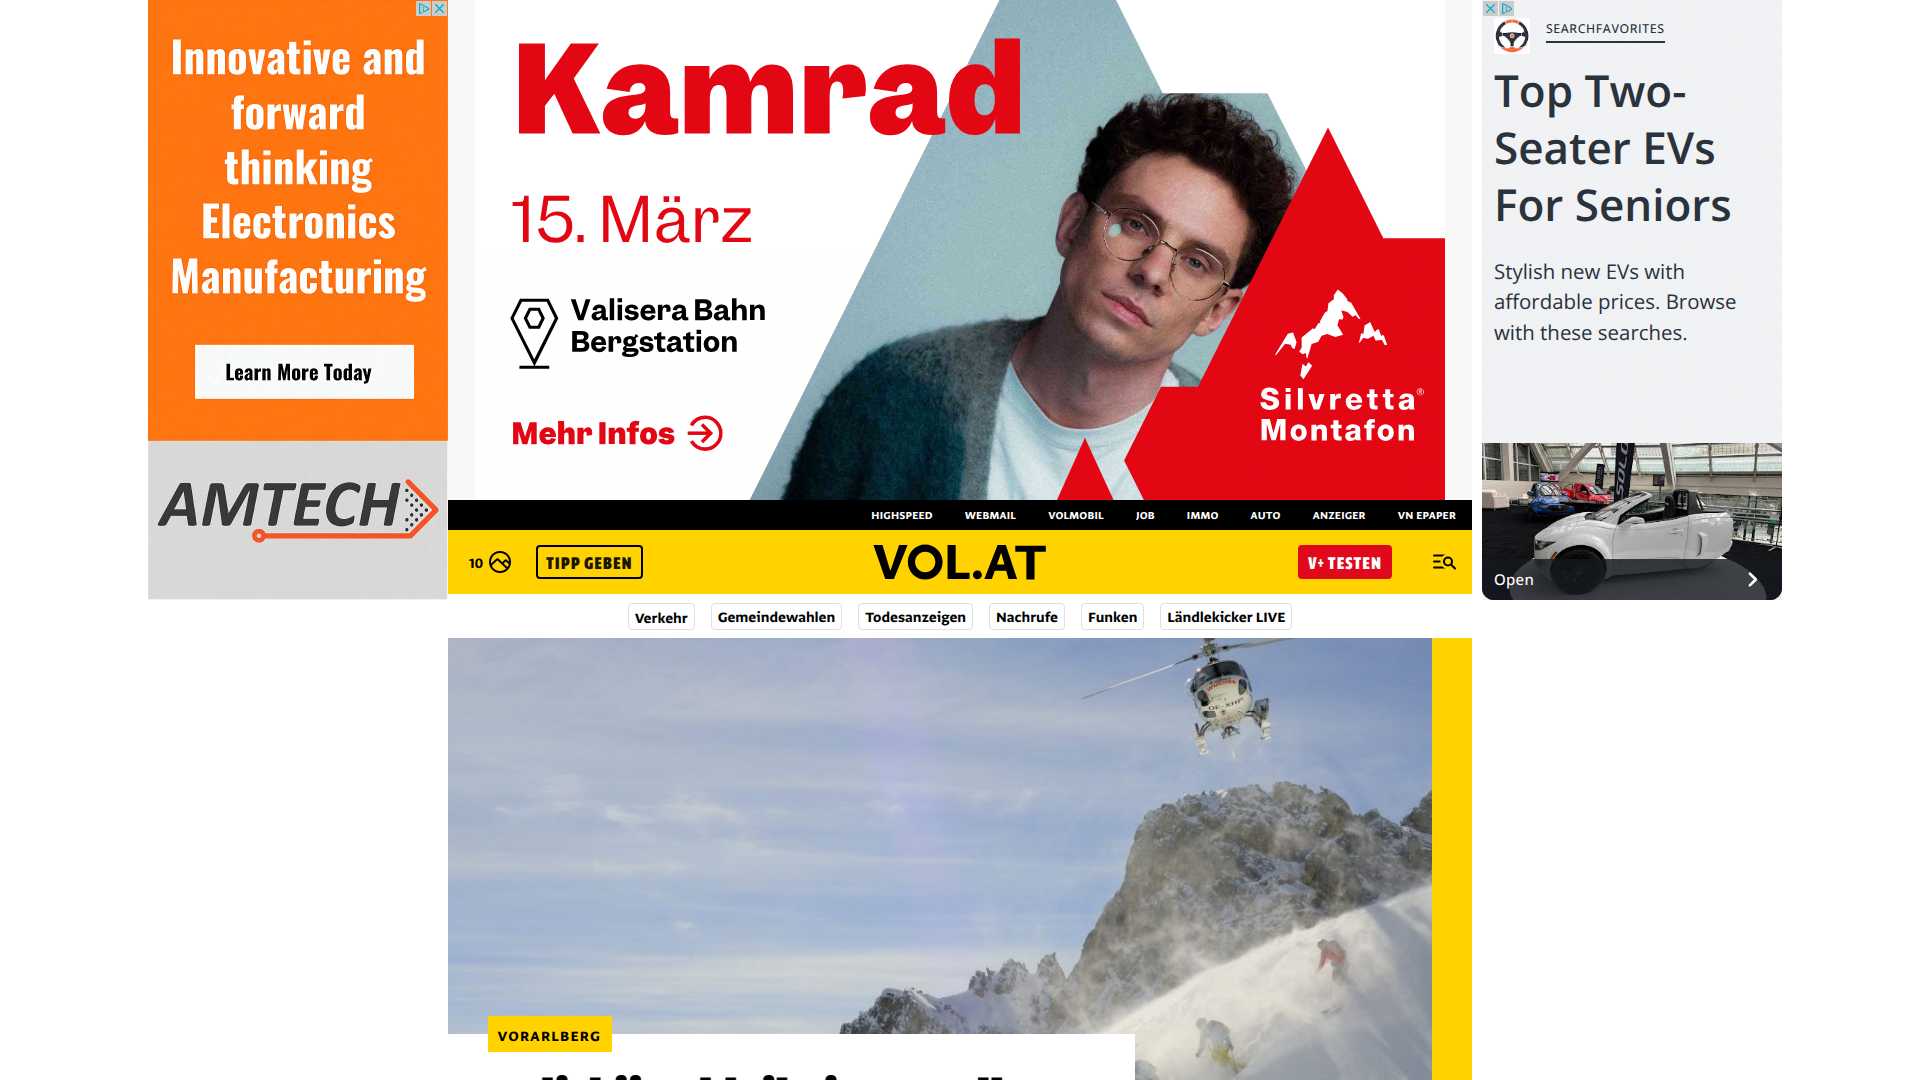 Innovative and
forward
thinking
Electronics
Manufacturing
Learn More Today
AMTECH
Kamrad
15. März
Valisera Bahn
Bergstation
Mehr Infos
Silvretta®
Montafon
SEARCHFAVORITES
Top Two-
Seater EVs
For Seniors
Stylish new EVs with
affordable prices. Browse
with these searches.
Open
HIGHSPEED WEBMAIL VOLMOBIL JOB IMMO AUTO ANZEIGER VN EPAPER
10 TIPP GEBEN VOL.AT V+ TESTEN
Verkehr Gemeindewahlen Todesanzeigen Nachrufe Funken Ländlekicker LIVE
VORARLBERG